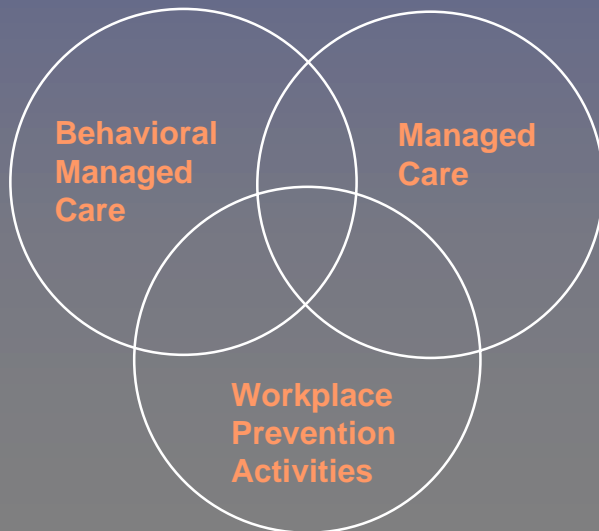 Behavioral
Managed
Care
Managed
Care
Workplace
Prevention
Activities